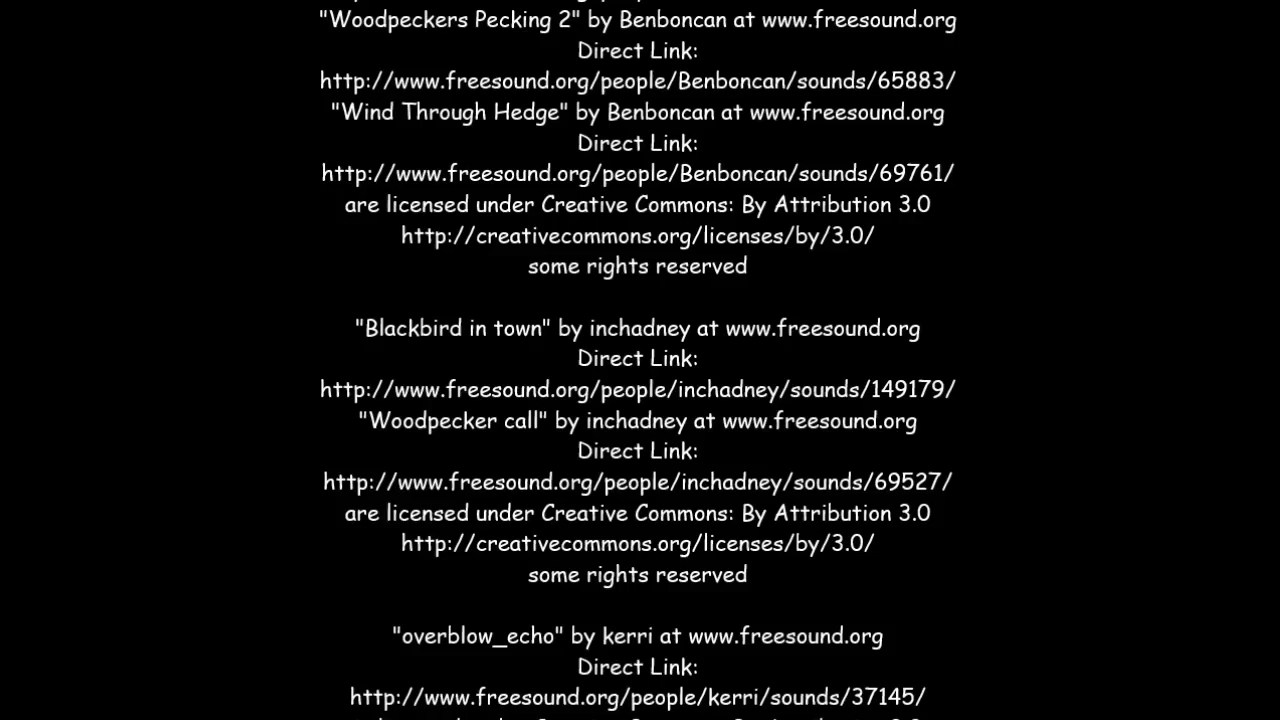 "Woodpeckers Pecking 2" by Benboncan at www.freesound.org
Direct Link:
http://www.freesound.org/people/Benboncan/sounds/65883/
"Wind Through Hedge" by Benboncan at www.freesound.org
Direct Link:
http://www.freesound.org/people/Benboncan/sounds/69761/
are licensed under Creative Commons: By Attribution 3.0
http://creativecommons.org/licenses/by/3.0/
some rights reserved
"Blackbird in town" by inchadney at www.freesound.org
Direct Link:
http://www.freesound.org/people/inchadney/sounds/149179/
"Woodpecker call" by inchadney at www.freesound.org
Direct Link:
http://www.freesound.org/people/inchadney/sounds/69527/
are licensed under Creative Commons: By Attribution 3.0
http://creativecommons.org/licenses/by/3.0/
some rights reserved
"overblow_echo" by kerri at www.freesound.org
Direct Link:
http://www.freesound.org/people/kerri/sounds/37145/